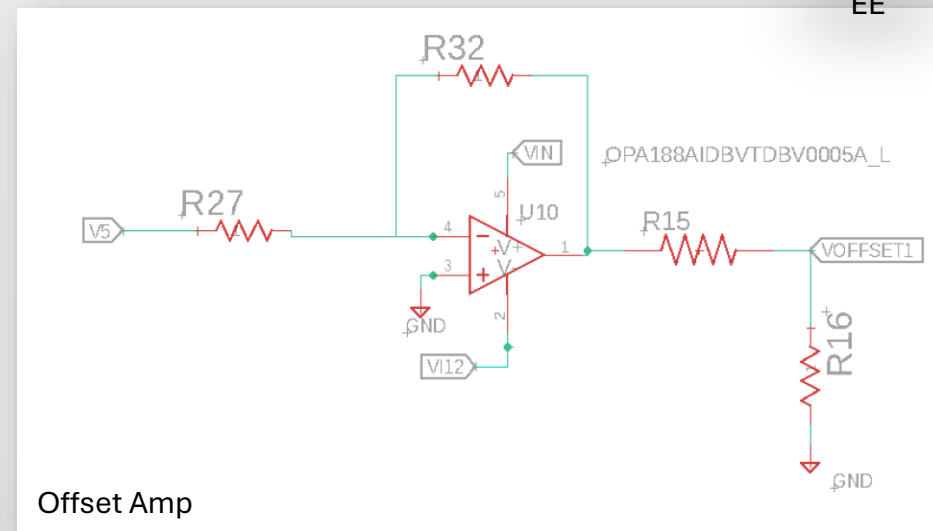 EE
R32
VIN
OPA188AIDBVTDBV0005A_L
5
R27
U10
V5
4
V+
1
R15
VOFFSET1
3
V-
GND
2
R16
VI12
GND
Offset Amp